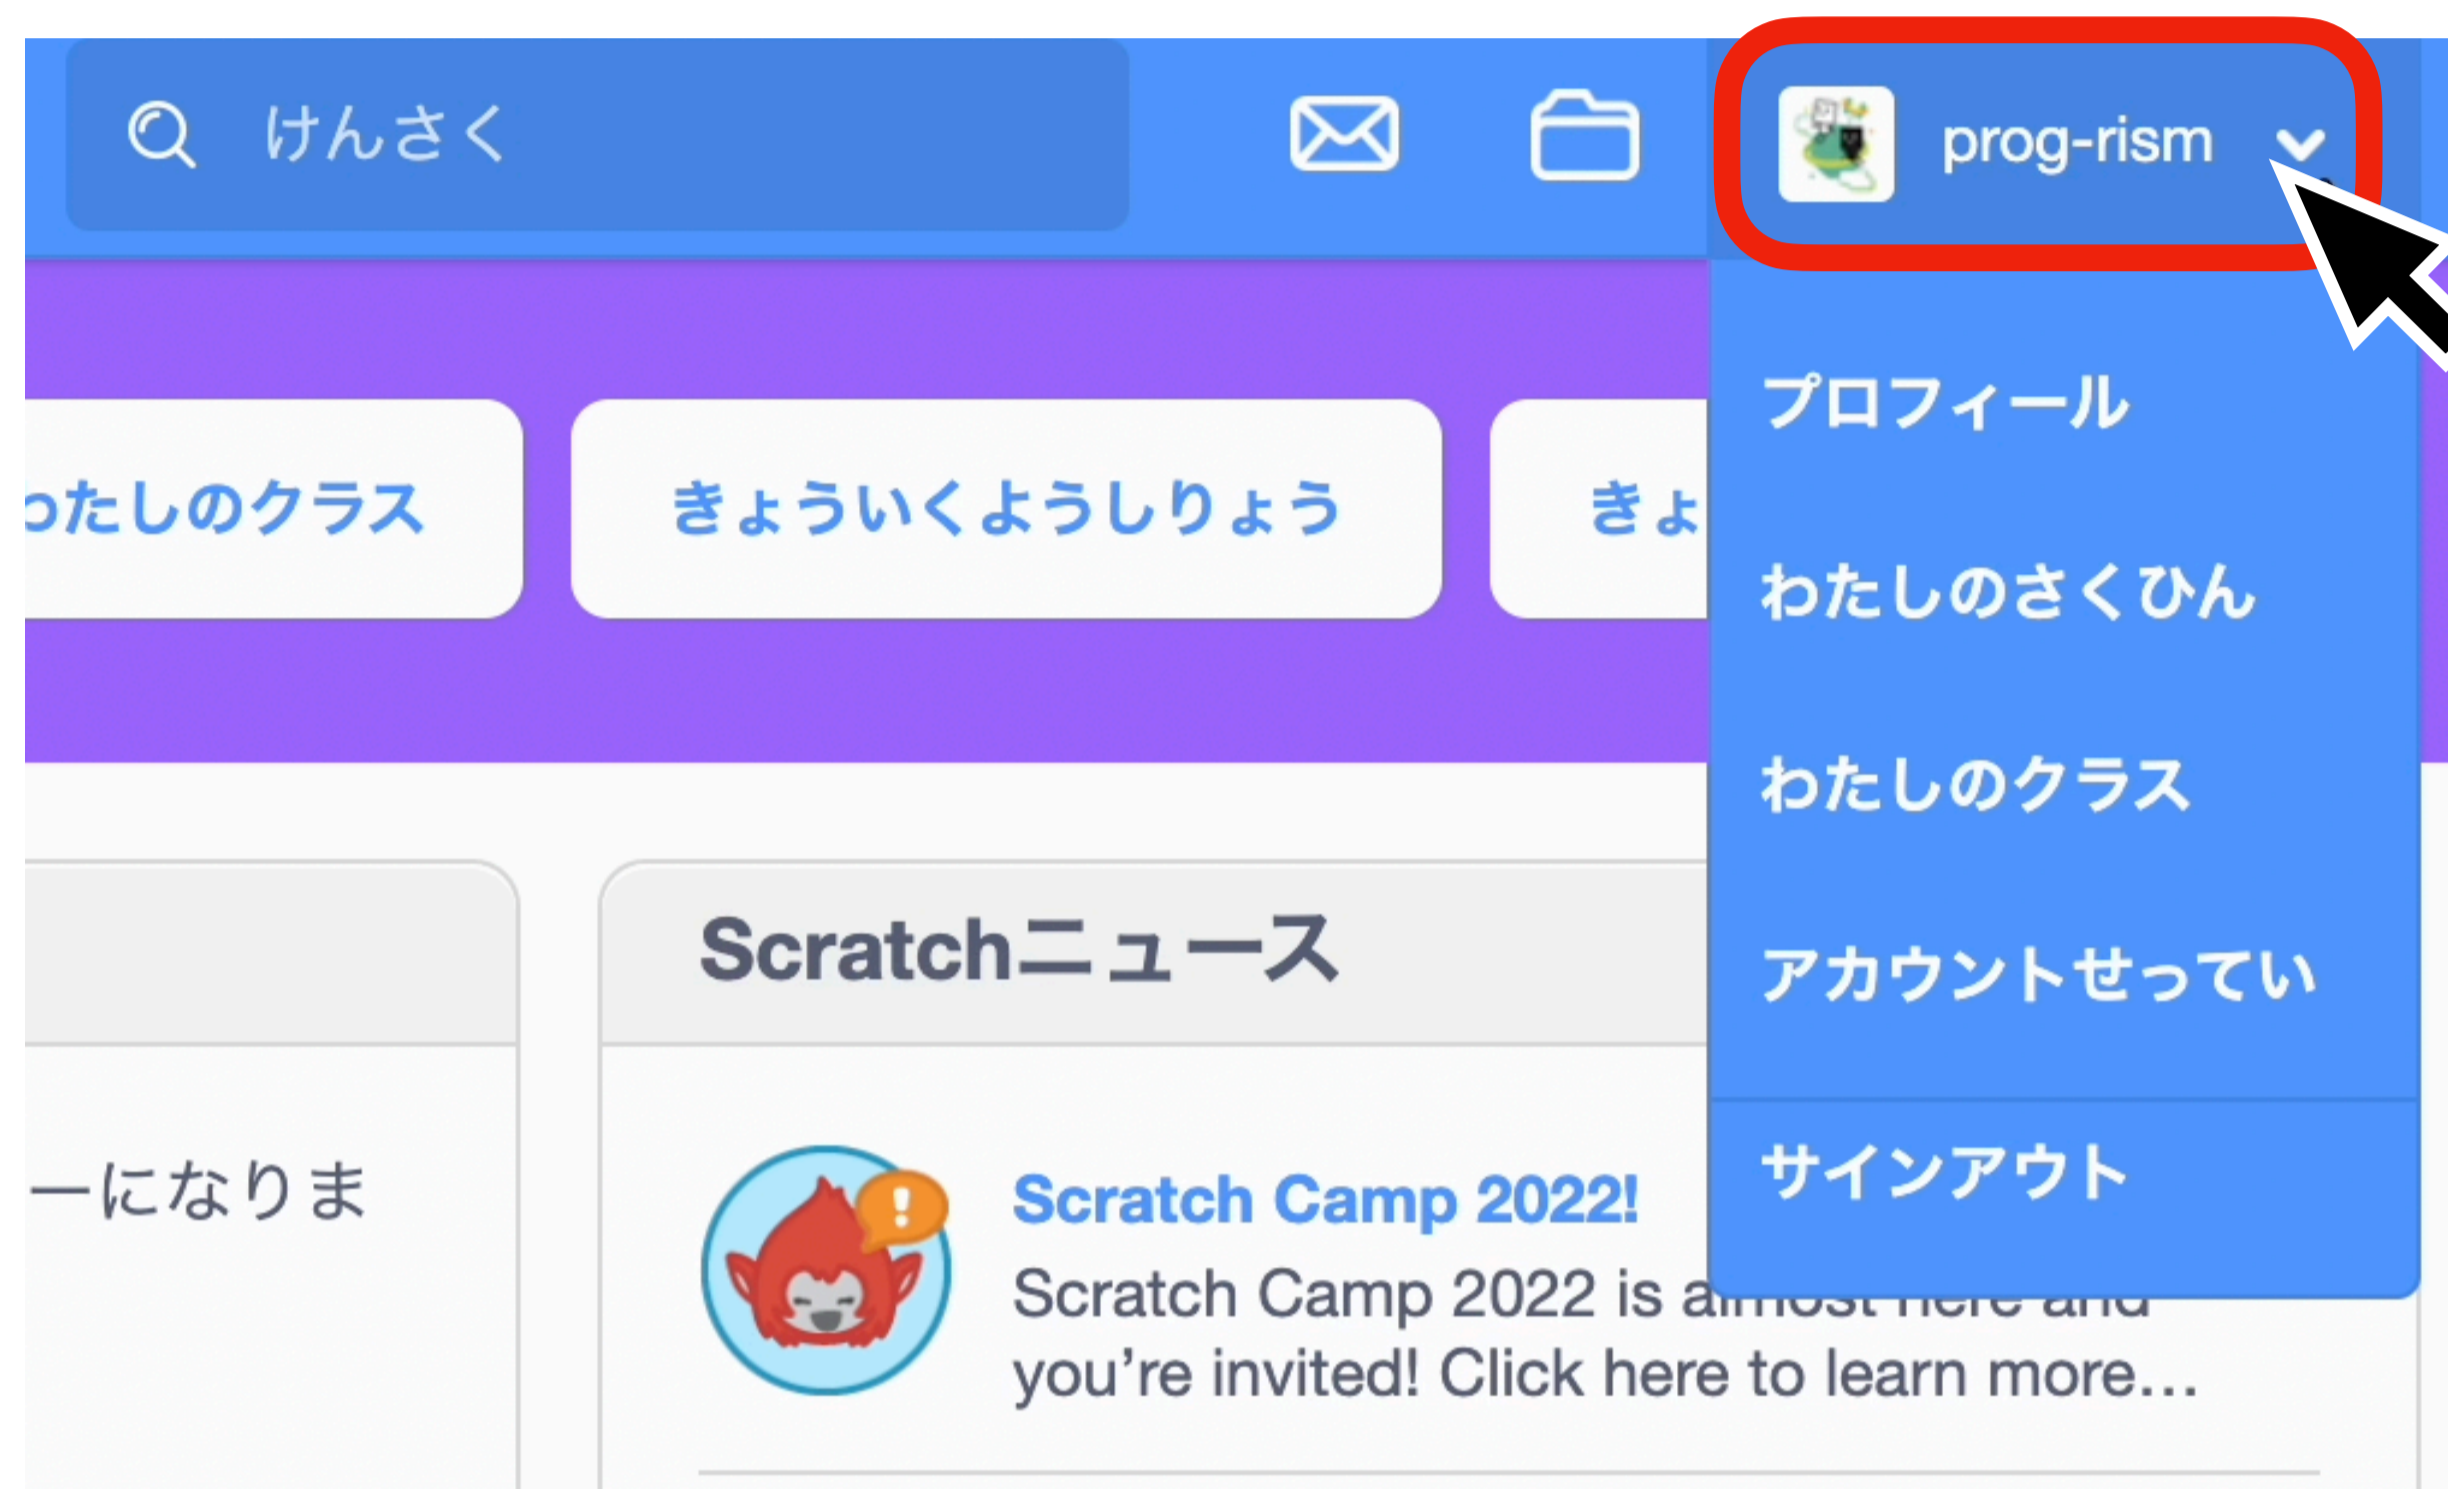 けんさく
prog-rism
プロフィール
わたしのさくひん
わたしのクラス
アカウントせってい
サインアウト
わたしのクラス
きょういくようしりょう
きょ
Scratchニュース
ーになりま
Scratch Camp 2022!
Scratch Camp 2022 is almost here and
you’re invited! Click here to learn more...